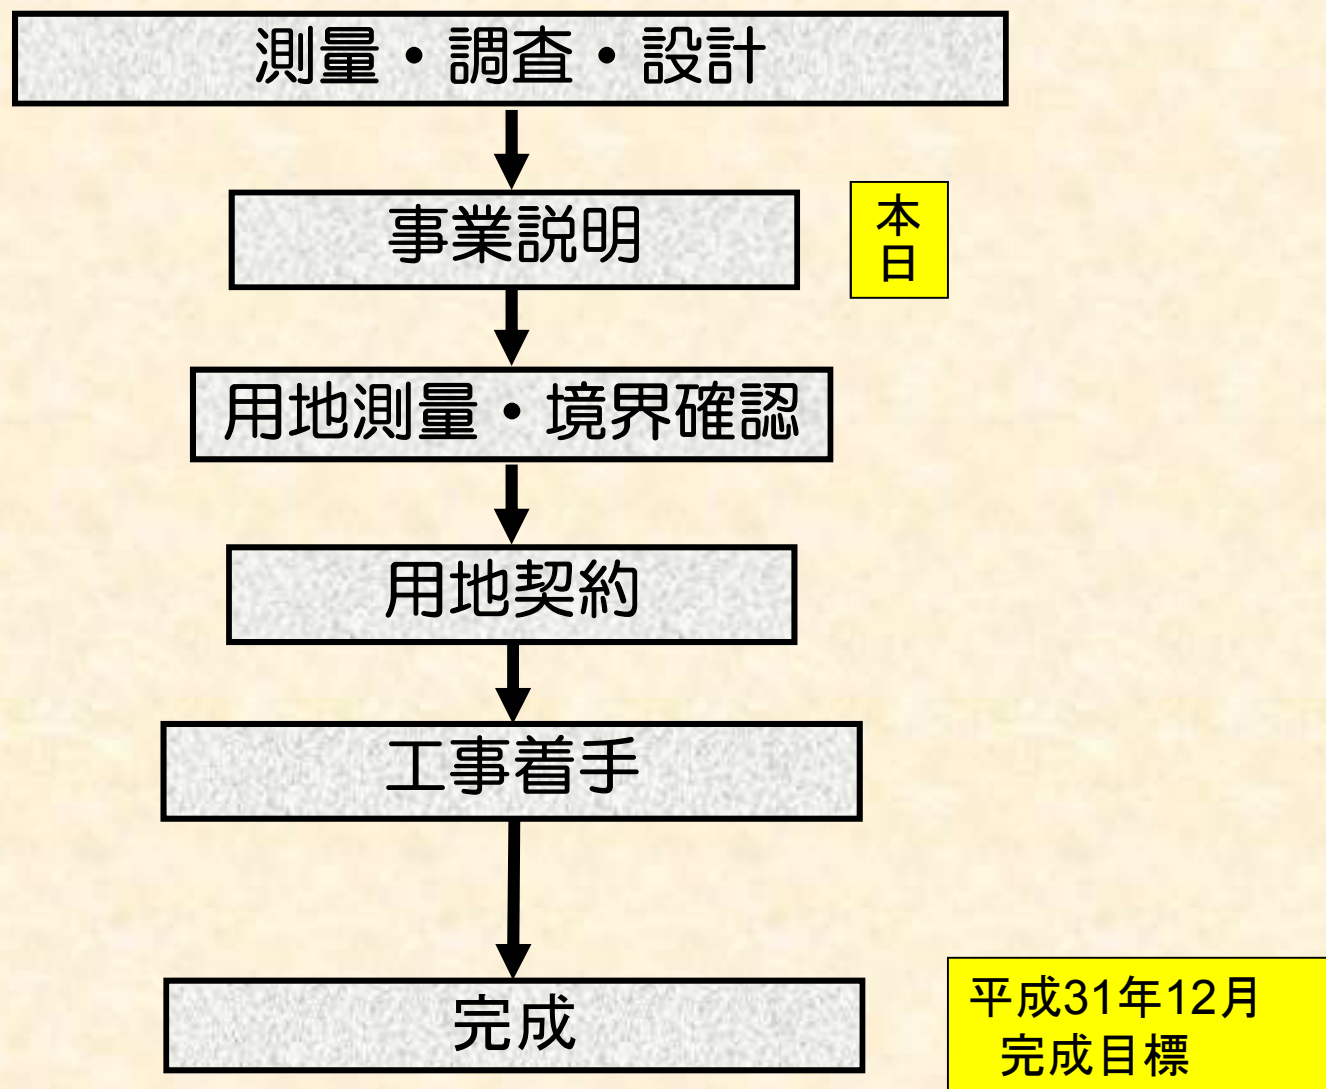 測量・調査・設計
事業説明
本
日
用地測量・境界確認
用地契約
工事着手
完成
平成31年12月
完成目標